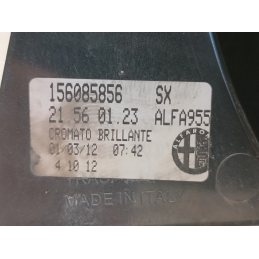 156085856 SX
21 56 01.23 ALFA955
CROMATO BRILLANTE
01/03/12 07:42
4 10 12
MADE IN ITALY